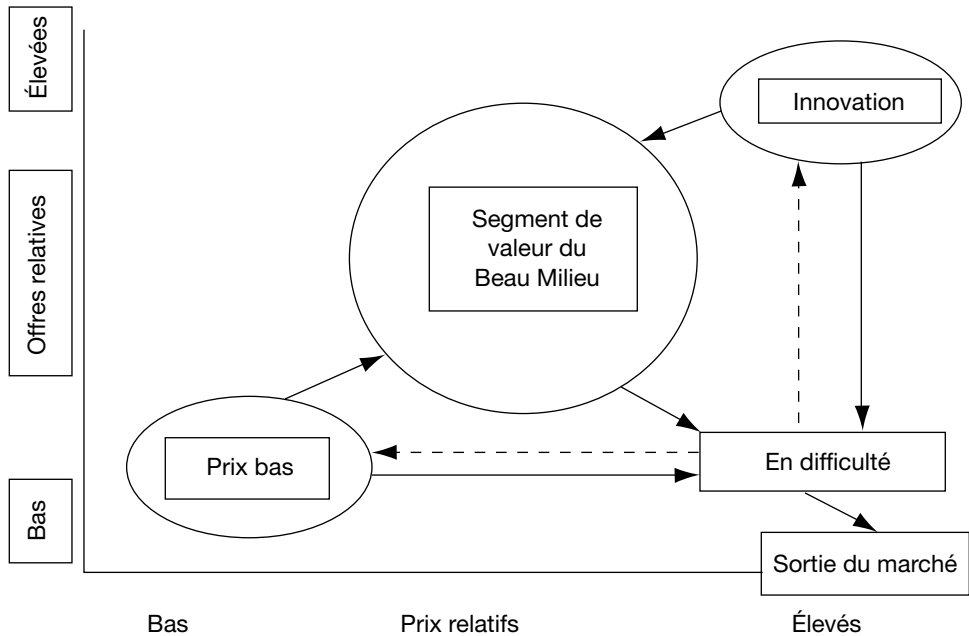 Élevées
Innovation
Offres relatives
Segment de
valeur du
Beau Milieu
Prix bas
En difficulté
Bas
Sortie du marché
Bas
Prix relatifs
Élevés